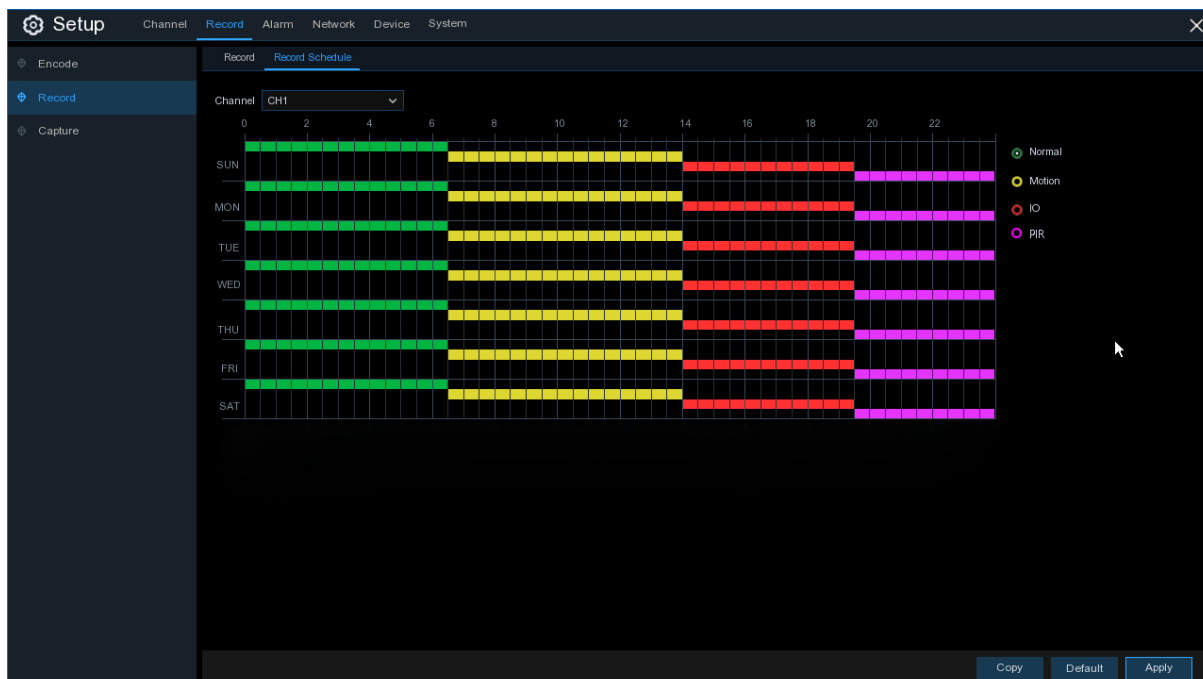 Setup Channel Record Alarm Network Device System
Encode
Record
Capture
Record Record Schedule
Channel CH1
0 2 4 6 8 10 12 14 16 18 20 22
SUN
MON
TUE
WED
THU
FRI
SAT
Normal
Motion
IO
PIR
Copy Default Apply